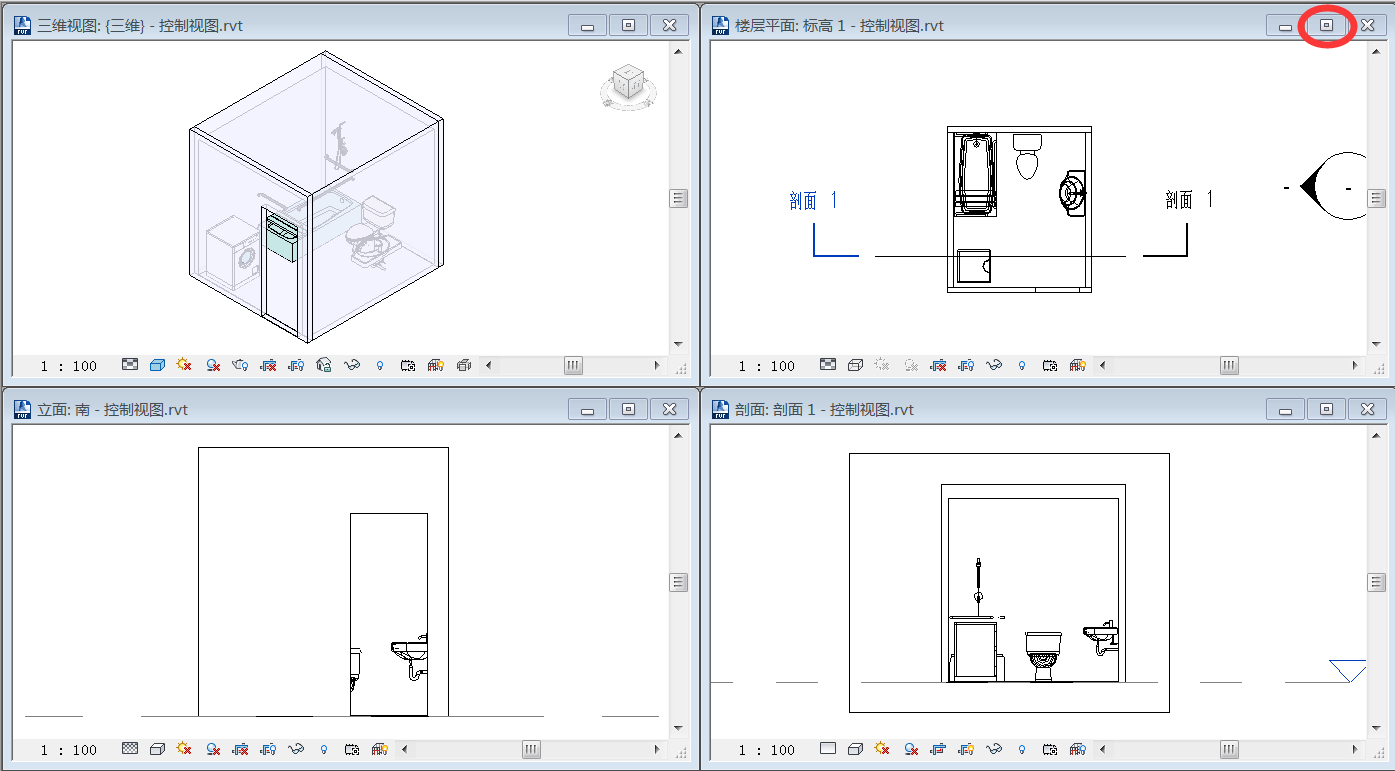 三维视图: {三维} - 控制视图.rvt
1 : 100
楼层平面: 标高 1 - 控制视图.rvt
剖面 1
剖面 1
1 : 100
立面: 南 - 控制视图.rvt
1 : 100
剖面: 剖面 1 - 控制视图.rvt
1 : 100